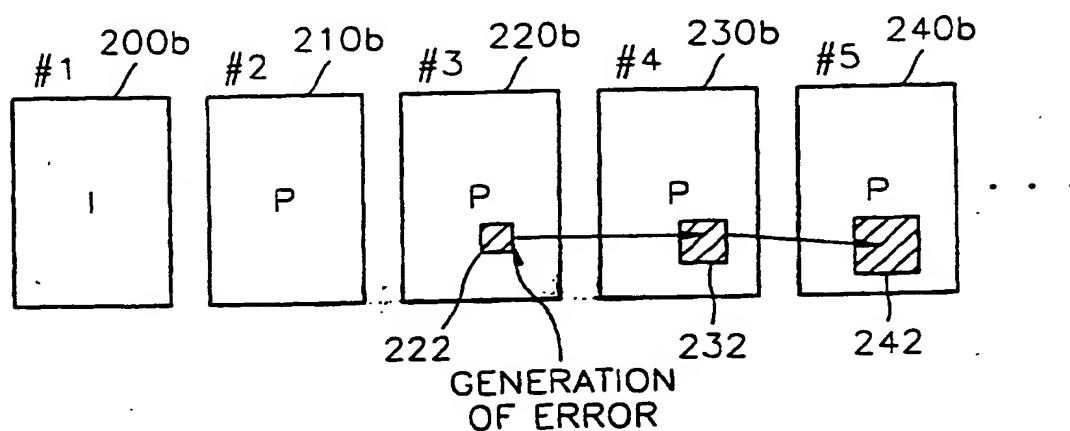 #1 200b #2 210b #3 220b #4 230b #5 240b
I P P P P . . .
222 232 242
GENERATION
OF ERROR